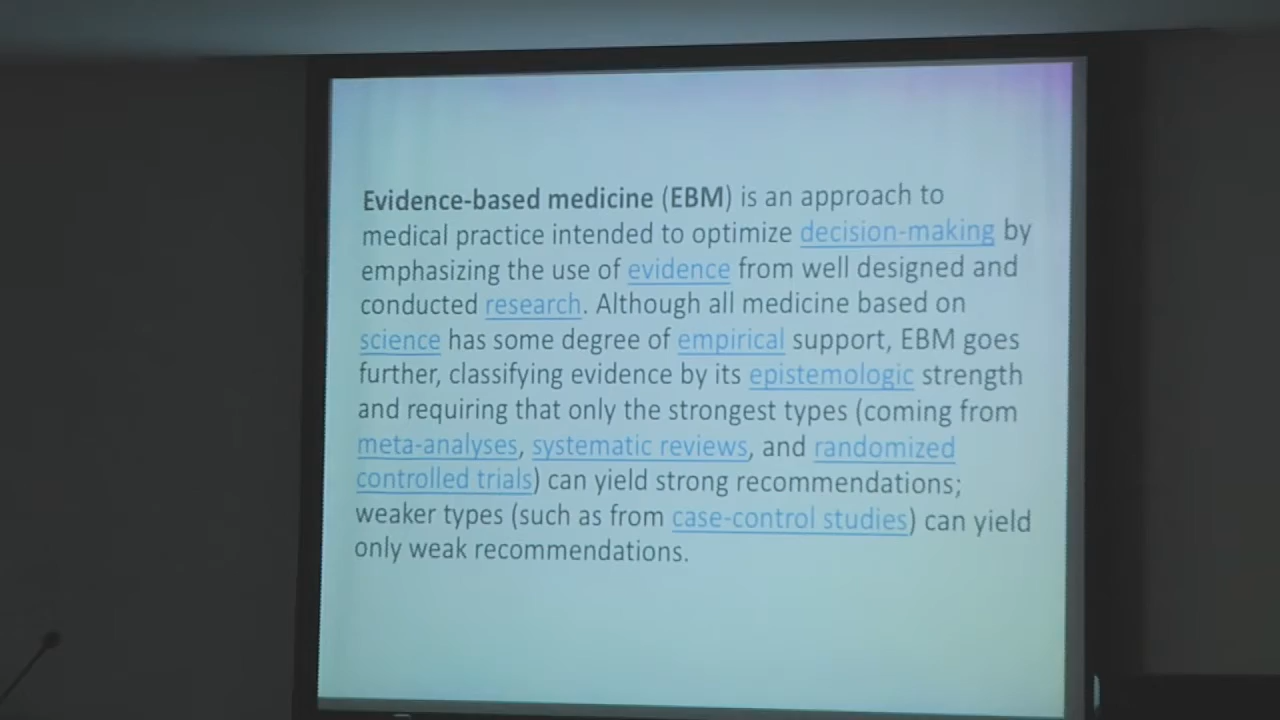 Evidence-based medicine (EBM) is an approach to
medical practice intended to optimize decision-making by
emphasizing the use of evidence from well designed and
conducted research. Although all medicine based on
science has some degree of empirical support, EBM goes
further, classifying evidence by its epistemologic strength
and requiring that only the strongest types (coming from
meta-analyses, systematic reviews, and randomized
controlled trials) can yield strong recommendations;
weaker types (such as from case-control studies) can yield
only weak recommendations.